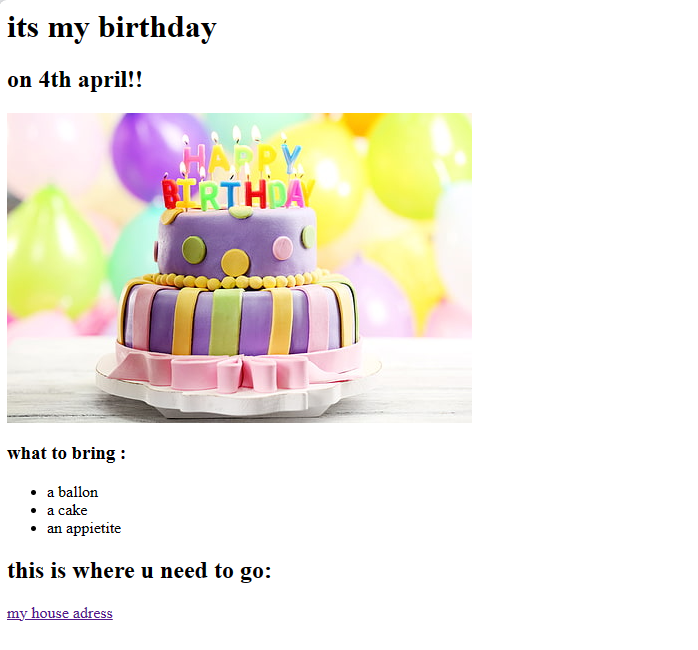 its my birthday
on 4th april!!
HAPPY
BIRTHDAY
what to bring :
a ballon
a cake
an appietite
this is where u need to go:
my house adress